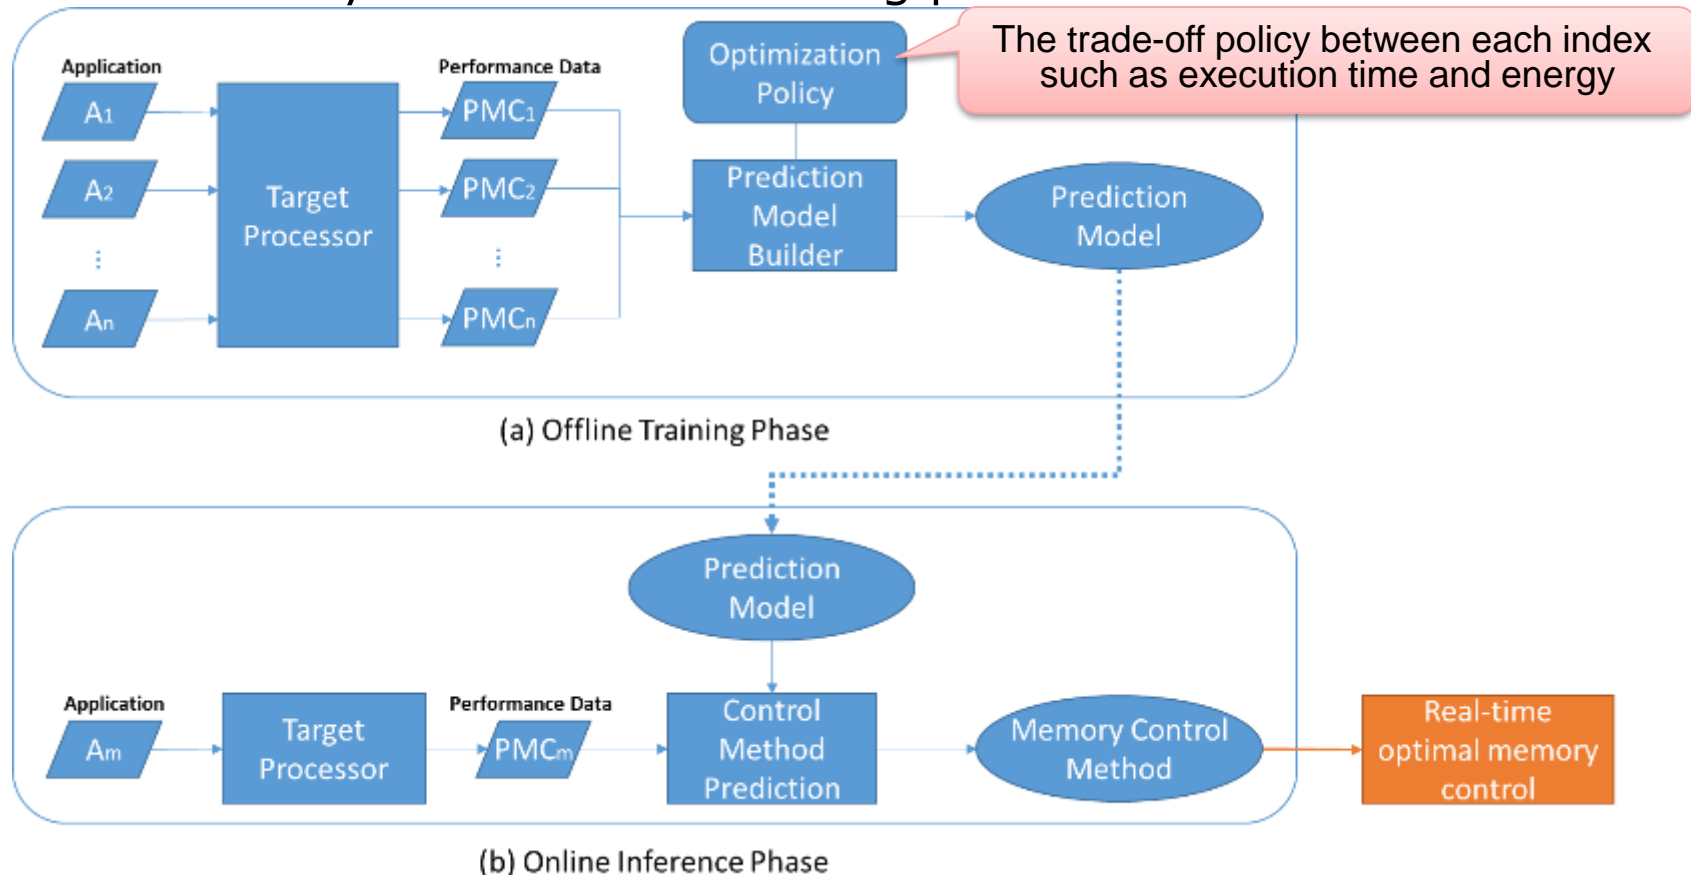 The trade-off policy between each index
such as execution time and energy
Optimization
Policy
Application
Performance Data
A1
PMC1
A2
PMC2
Target
Processor
Prediction
Model
Builder
Prediction
Model
An
PMCn
(a) Offline Training Phase
Prediction
Model
Application
Performance Data
Am
Target
Processor
PMCm
Control
Method
Prediction
Memory Control
Method
Real-time
optimal memory
control
(b) Online Inference Phase